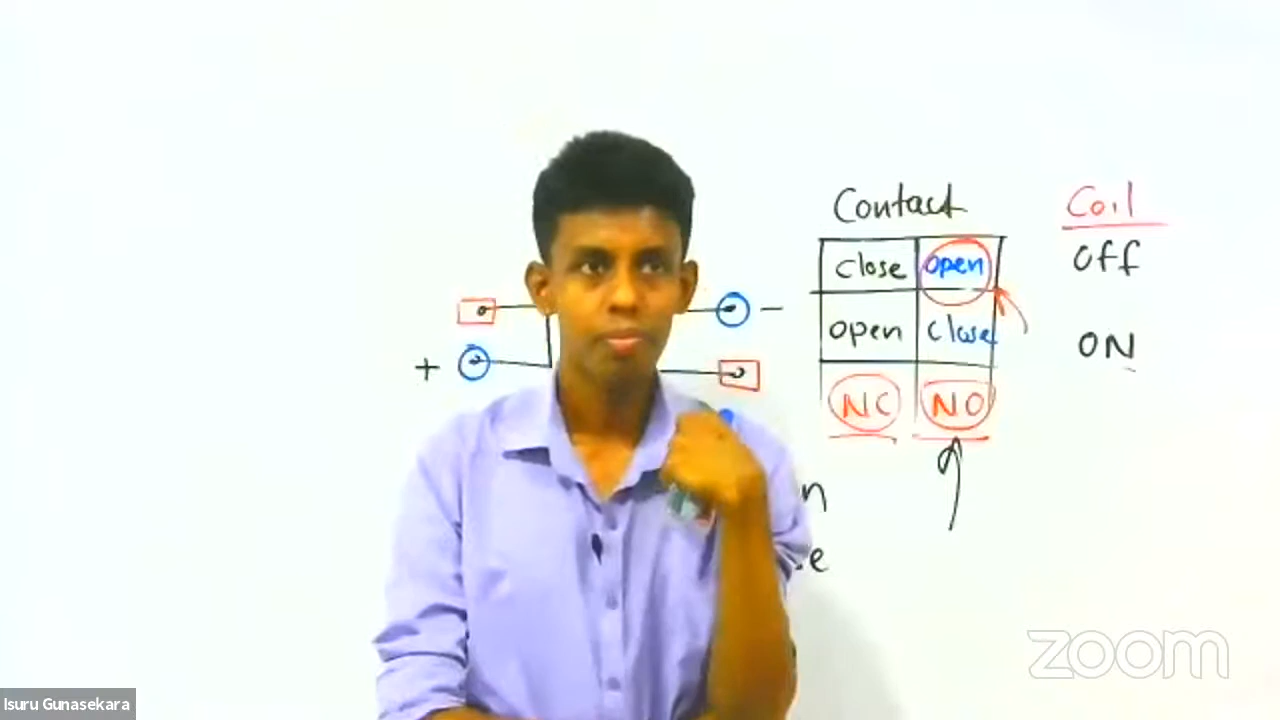 Contact
Coil
close open
off
open close
ON
NC NO
+
-
zoom
Isuru Gunasekara